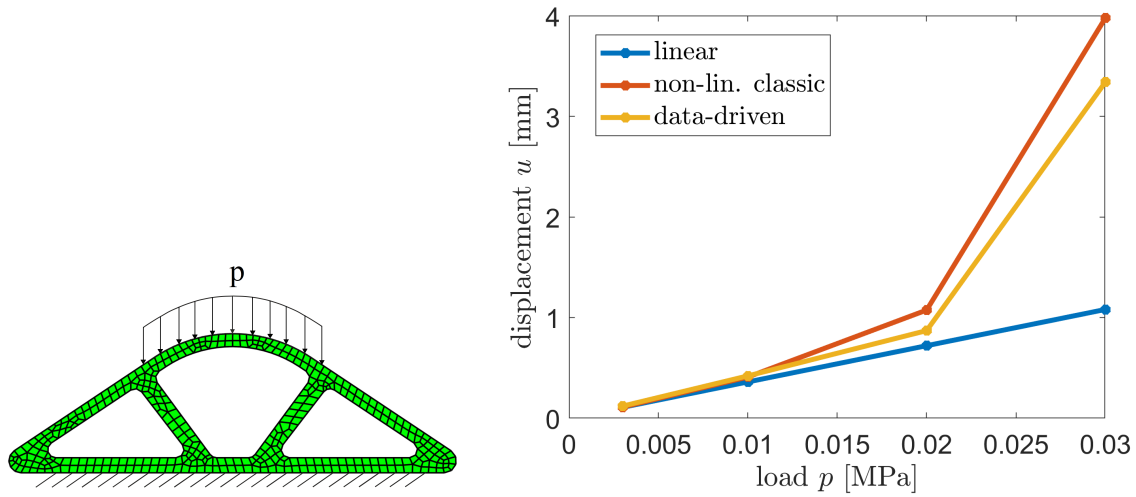 p
4
3
2
1
0
displacement u [mm]
linear
non-lin. classic
data-driven
0 0.005 0.01 0.015 0.02 0.025 0.03
load p [MPa]